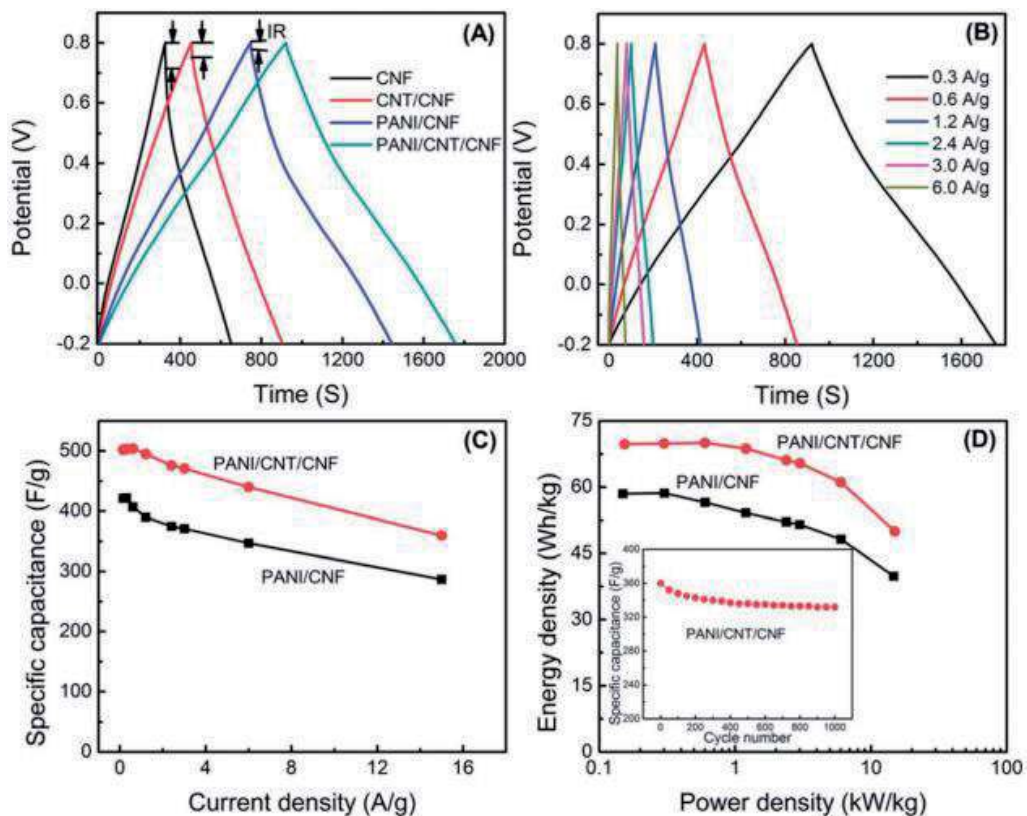 (A)
IR
CNF
CNT/CNF
PANI/CNF
PANI/CNT/CNF
0.8
0.6
0.4
0.2
0.0
-0.2
Potential (V)
0 400 800 1200 1600 2000
Time (S)
(B)
0.3 A/g
0.6 A/g
1.2 A/g
2.4 A/g
3.0 A/g
6.0 A/g
0.8
0.6
0.4
0.2
0.0
-0.2
Potential (V)
0 400 800 1200 1600
Time (S)
(C)
PANI/CNT/CNF
PANI/CNF
500
400
300
200
100
0
Specific capacitance (F/g)
0 4 8 12 16
Current density (A/g)
(D)
PANI/CNT/CNF
PANI/CNF
75
60
45
30
15
0
Energy density (Wh/kg)
400
360
320
280
240
200
Specific capacitance (F/g)
PANI/CNT/CNF
0 200 400 600 800 1000
Cycle number
0.1 1 10 100
Power density (kW/kg)